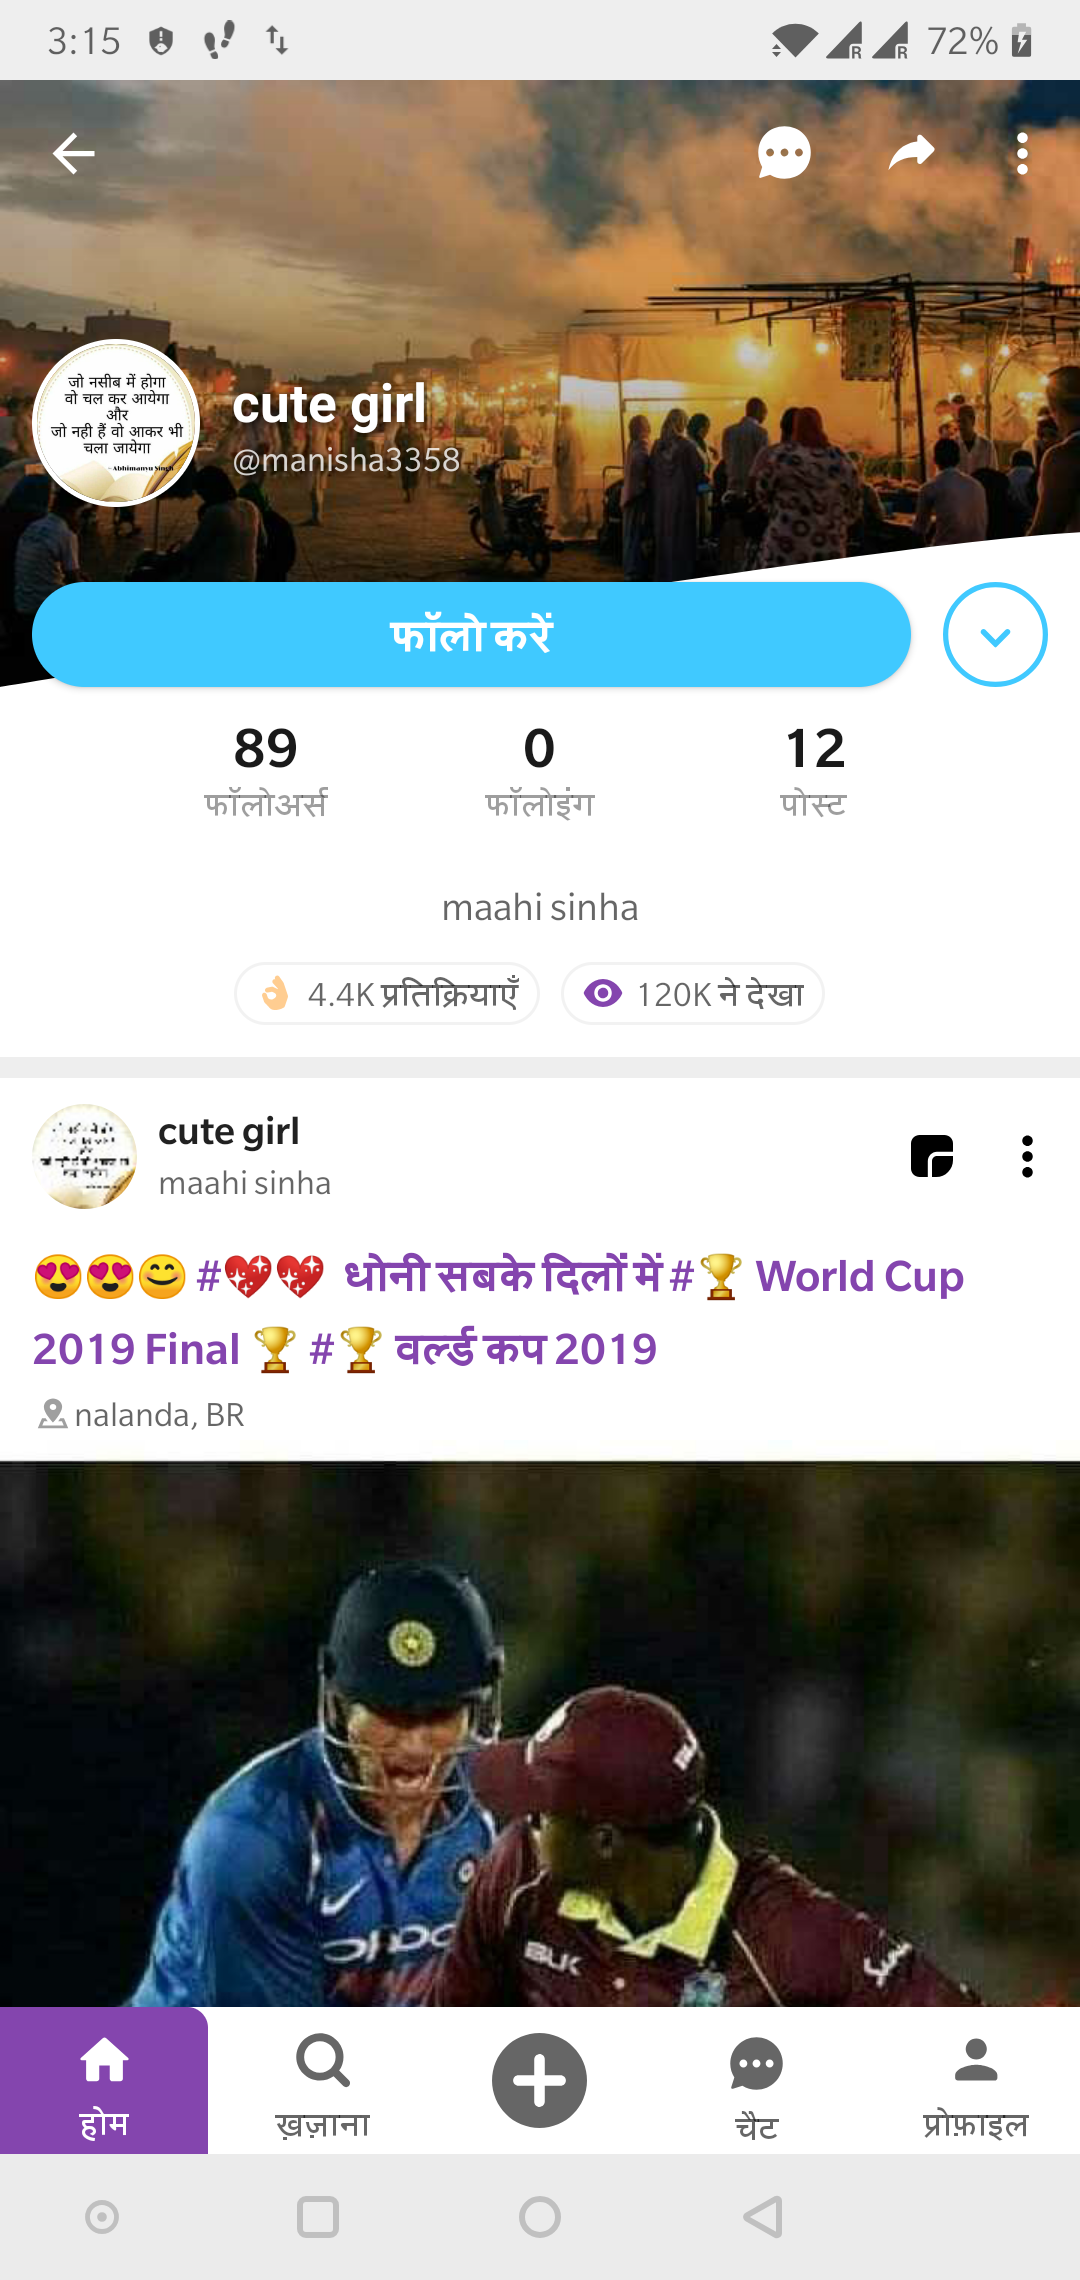 3:15
R
R
72%
जो नसीब में होगा
वो चल कर आयेगा
और
जो नही हैं वो आकर भी
चला जायेगा
- Abhimanyu Singh
cute girl
@manisha3358
फॉलो करें
89
0
12
फॉलोअर्स
फॉलोइंग
पोस्ट
maahi sinha
4.4K प्रतिक्रियाएँ
120K ने देखा
cute girl
maahi sinha
😍😍😊 #💖💖 धोनी सबके दिलों में #🏆 World Cup
2019 Final 🏆 #🏆 वर्ल्ड कप 2019
nalanda, BR
oppo
BLK
होम
ख़ज़ाना
चैट
प्रोफ़ाइल